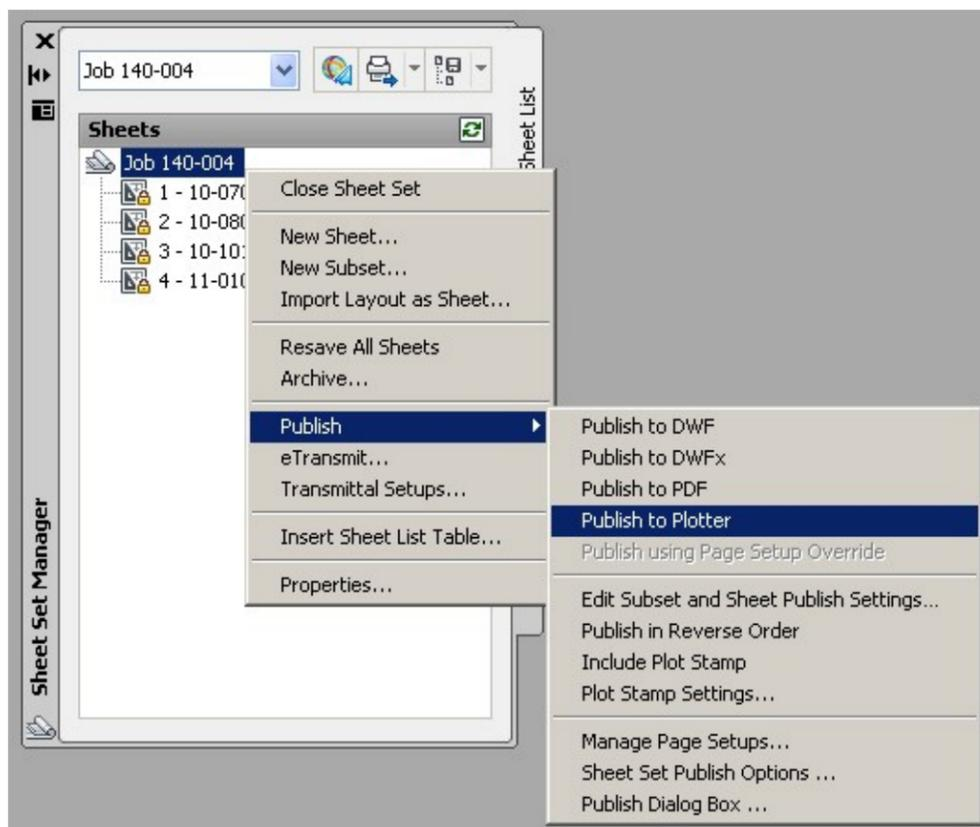 Job 140-004
Sheets
Job 140-004
1 - 10-070
2 - 10-080
3 - 10-101
4 - 11-010
Sheet List
Sheet Set Manager
Close Sheet Set
New Sheet...
New Subset...
Import Layout as Sheet...
Resave All Sheets
Archive...
Publish
eTransmit...
Transmittal Setups...
Insert Sheet List Table...
Properties...
Publish to DWF
Publish to DWFx
Publish to PDF
Publish to Plotter
Publish using Page Setup Override
Edit Subset and Sheet Publish Settings...
Publish in Reverse Order
Include Plot Stamp
Plot Stamp Settings...
Manage Page Setups...
Sheet Set Publish Options ...
Publish Dialog Box ...